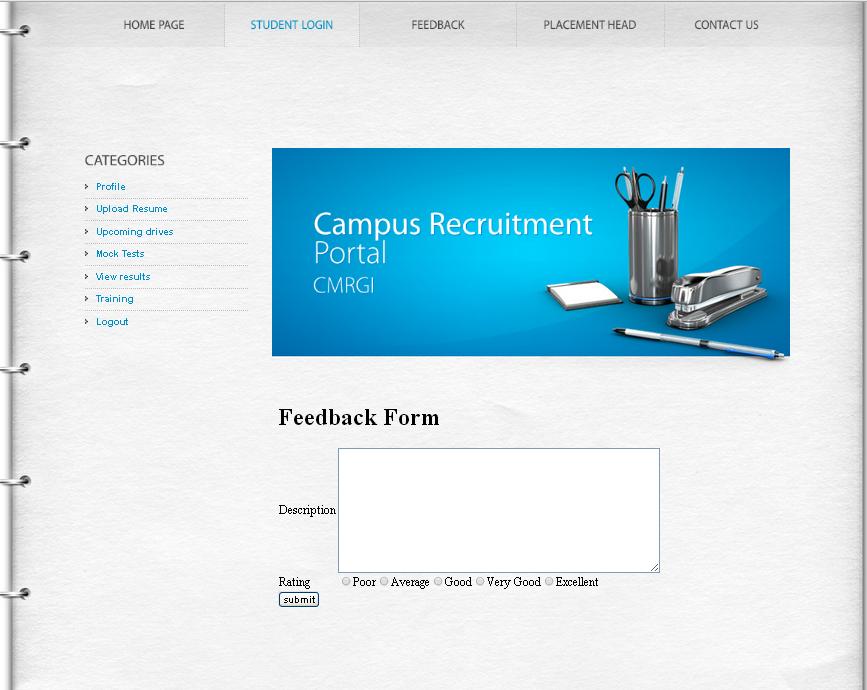 HOME PAGE STUDENT LOGIN FEEDBACK PLACEMENT HEAD CONTACT US
CATEGORIES
Profile
Upload Resume
Upcoming drives
Mock Tests
View results
Training
Logout
Campus Recruitment
Portal
CMRGI
Feedback Form
Description
Rating Poor Average Good Very Good Excellent
submit